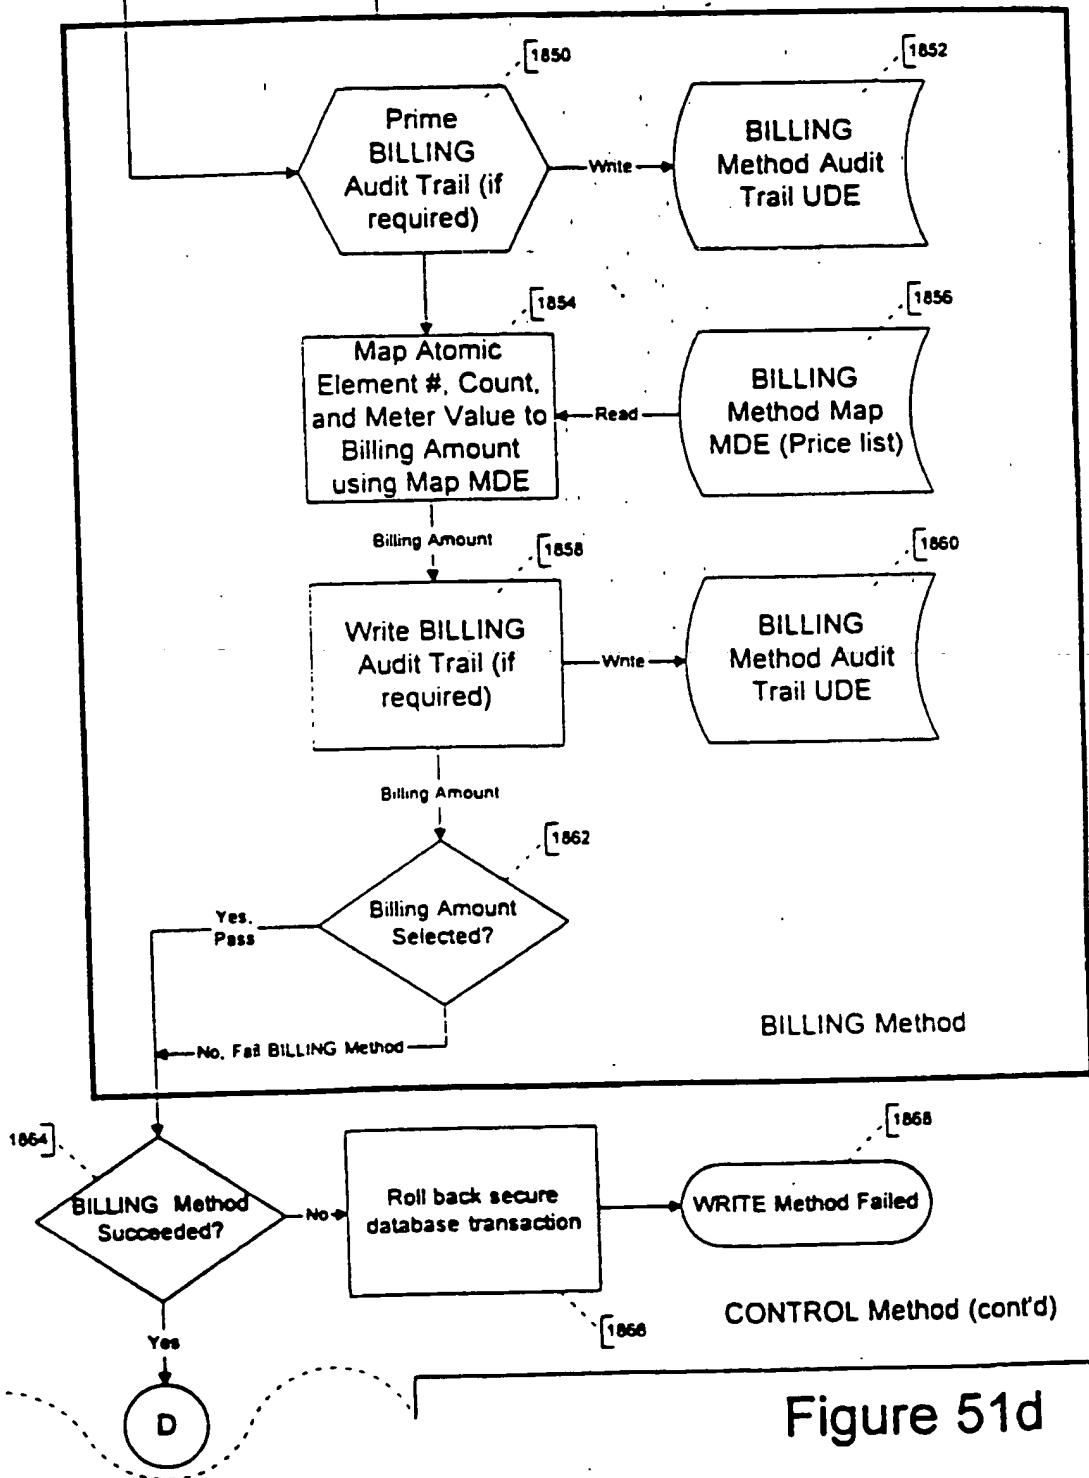 1850
1852
Prime
BILLING
Audit Trail (if
required)
Write
BILLING
Method Audit
Trail UDE
1854
1856
Map Atomic
Element #, Count,
and Meter Value to
Billing Amount
using Map MDE
Read
BILLING
Method Map
MDE (Price list)
Billing Amount
1858
1860
Write BILLING
Audit Trail (if
required)
Write
BILLING
Method Audit
Trail UDE
Billing Amount
1862
Billing Amount
Selected?
Yes,
Pass
BILLING Method
No, Fail BILLING Method
1864
1868
BILLING Method
Succeeded?
No
Roll back secure
database transaction
WRITE Method Failed
1866
CONTROL Method (cont'd)
Yes
D
Figure 51d